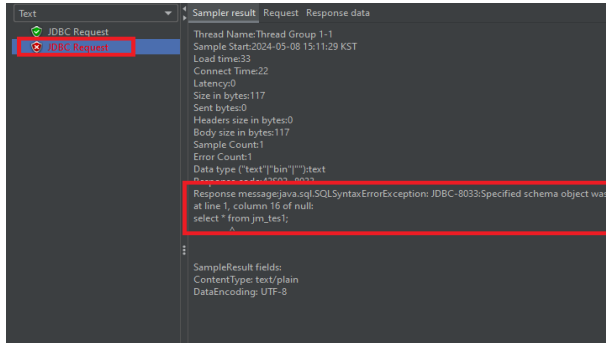 Text
JDBC Request
JDBC Request
Sampler result Request Response data
Thread Name:Thread Group 1-1
Sample Start:2024-05-08 15:11:29 KST
Load time:33
Connect Time:22
Latency:0
Size in bytes:117
Sent bytes:0
Headers size in bytes:0
Body size in bytes:117
Sample Count:1
Error Count:1
Data type ("text"|"bin"|""):text
Response message:java.sql.SQLSyntaxErrorException: JDBC-8033:Specified schema object was
at line 1, column 16 of null:
select * from jm_tes1;
^
SampleResult fields:
ContentType: text/plain
DataEncoding: UTF-8